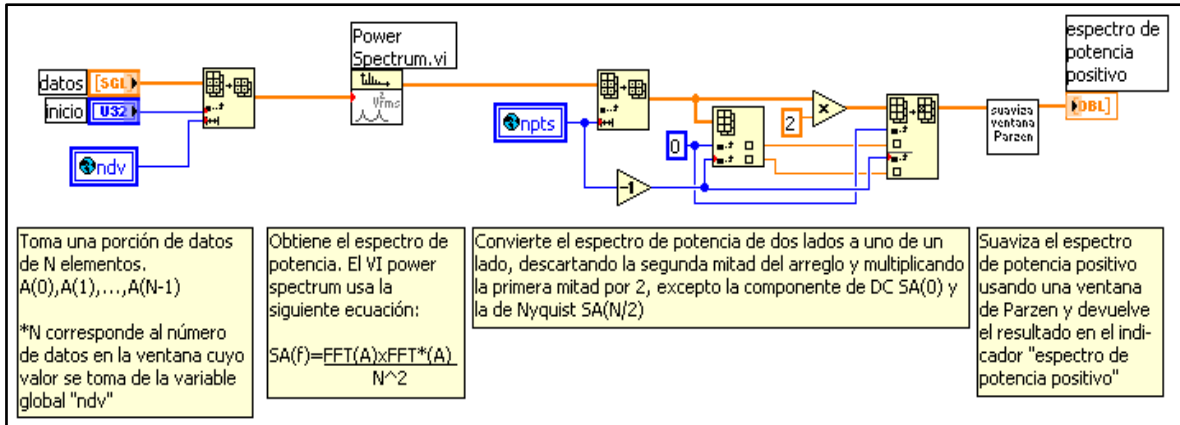 Power
Spectrum.vi
espectro de
potencia
positivo
datos
[SGL]
inicio
U32
ndv
V²rms
npts
0
2
-1
suaviza
ventana
Parzen
DBL]
Toma una porción de datos
de N elementos.
A(0),A(1),...,A(N-1)
*N corresponde al número
de datos en la ventana cuyo
valor se toma de la variable
global "ndv"
Obtiene el espectro de
potencia. El VI power
spectrum usa la
siguiente ecuación:
SA(f)=FFT(A)xFFT*(A)
N^2
Convierte el espectro de potencia de dos lados a uno de un
lado, descartando la segunda mitad del arreglo y multiplicando
la primera mitad por 2, excepto la componente de DC SA(0) y
la de Nyquist SA(N/2)
Suaviza el espectro
de potencia positivo
usando una ventana
de Parzen y devuelve
el resultado en el indi-
cador "espectro de
potencia positivo"